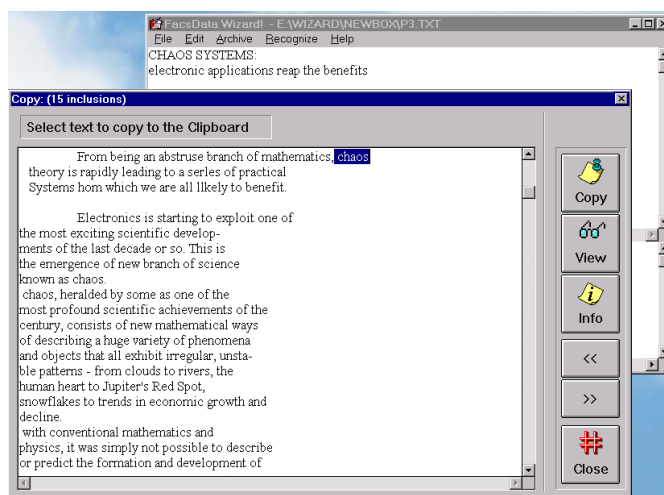 FacsData Wizard! - E:\WIZARD\NEWBOX\P3.TXT
File Edit Archive Recognize Help
CHAOS SYSTEMS:
electronic applications reap the benefits
Copy: (15 inclusions)
Select text to copy to the Clipboard
From being an abstruse branch of mathematics, chaos
theory is rapidly leading to a serles of practical
Systems hom which we are all llkely to benefit.
Electronics is starting to exploit one of
the most exciting scientific develop-
ments of the last decade or so. This is
the emergence of new branch of science
known as chaos.
chaos, heralded by some as one of the
most profound scientific achievements of the
century, consists of new mathematical ways
of describing a huge variety of phenomena
and objects that all exhibit irregular, unsta-
ble patterns - from clouds to rivers, the
human heart to Jupiter's Red Spot,
snowflakes to trends in economic growth and
decline.
with conventional mathematics and
physics, it was simply not possible to describe
or predict the formation and development of
Copy
View
Info
<<
>>
Close